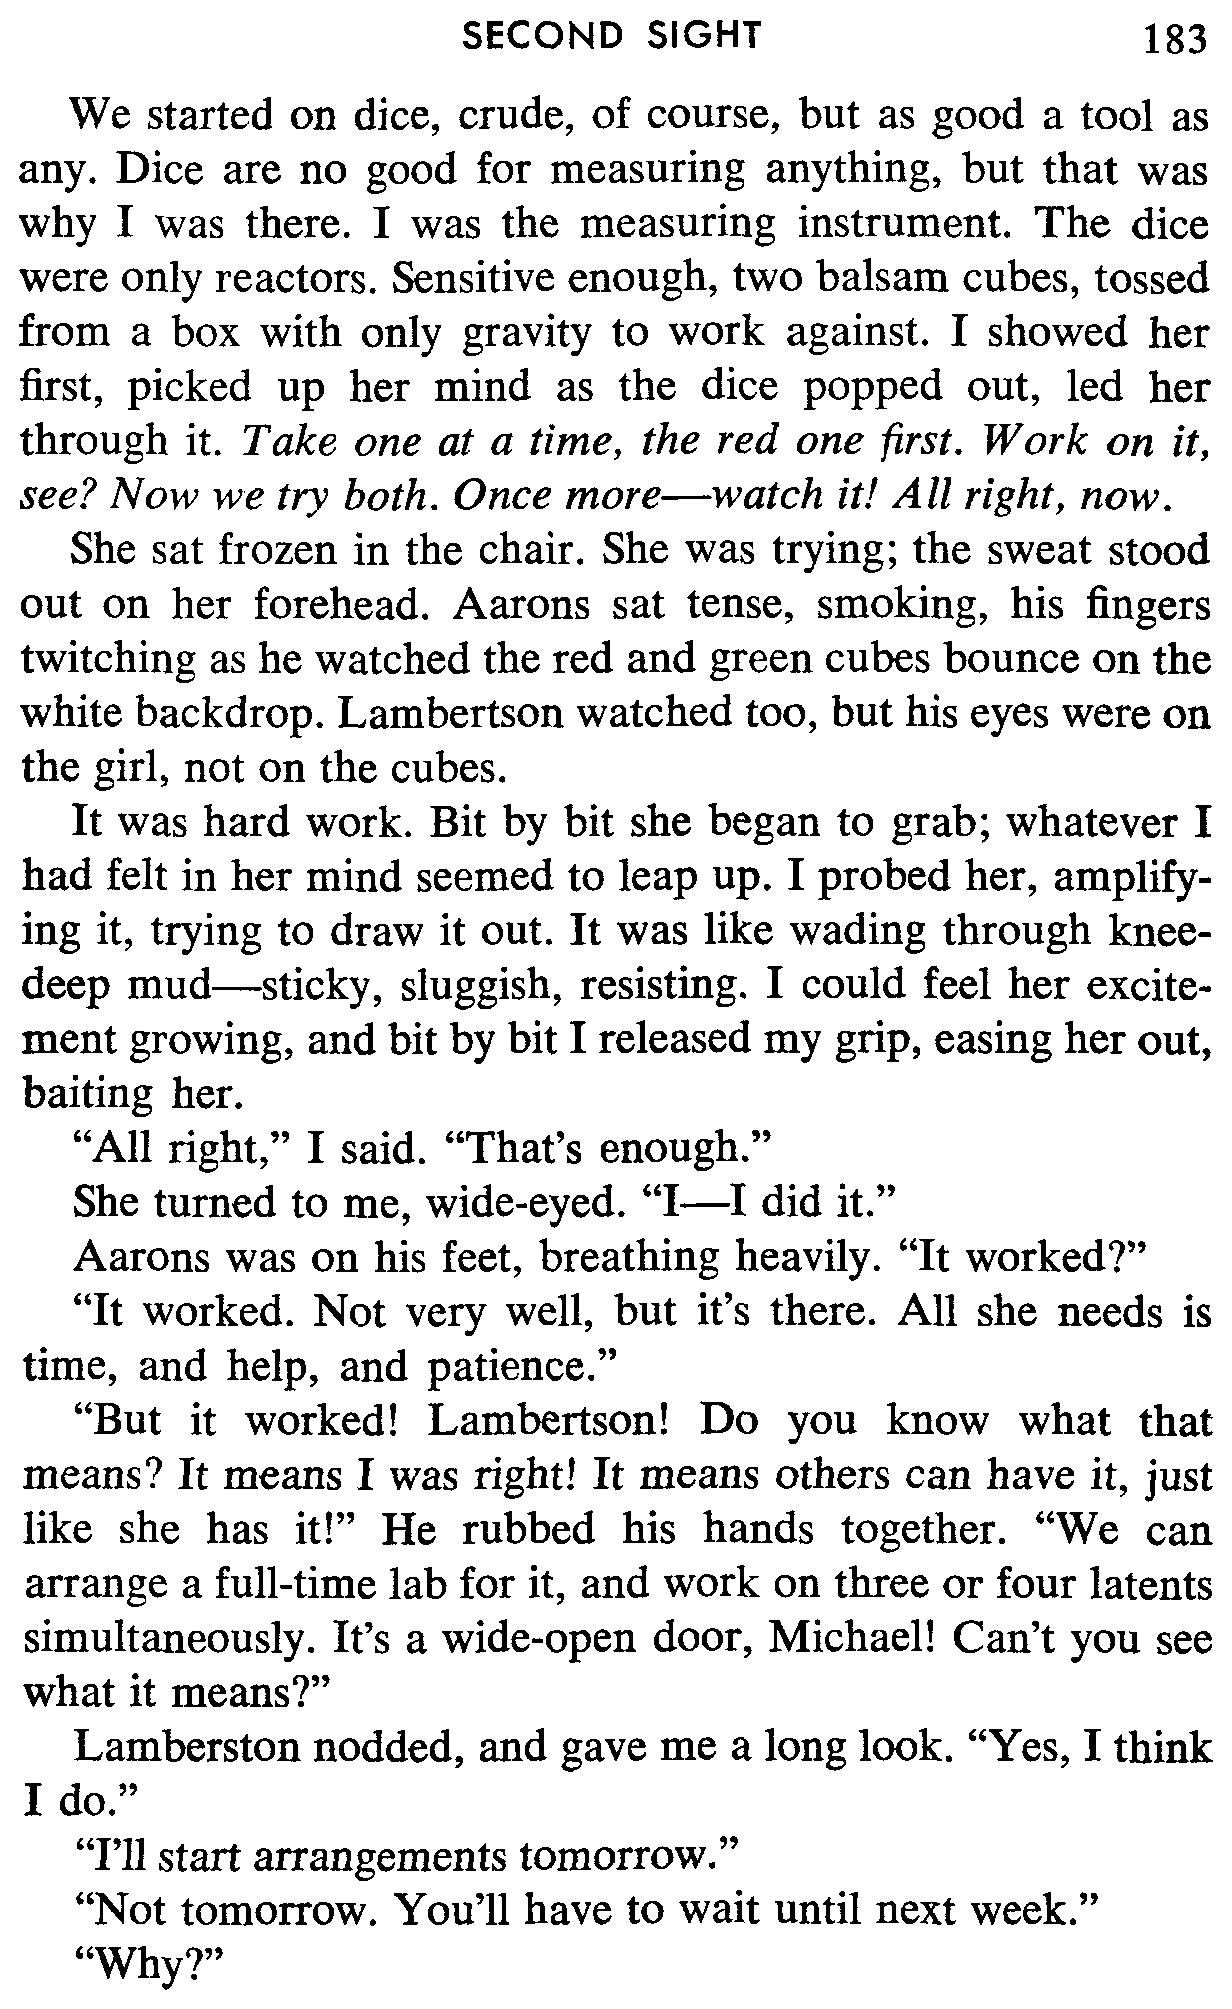 SECOND SIGHT 183
We started on dice, crude, of course, but as good a tool as
any. Dice are no good for measuring anything, but that was
why I was there. I was the measuring instrument. The dice
were only reactors. Sensitive enough, two balsam cubes, tossed
from a box with only gravity to work against. I showed her
first, picked up her mind as the dice popped out, led her
through it. Take one at a time, the red one first. Work on it,
see? Now we try both. Once more—watch it! All right, now.
She sat frozen in the chair. She was trying; the sweat stood
out on her forehead. Aarons sat tense, smoking, his fingers
twitching as he watched the red and green cubes bounce on the
white backdrop. Lambertson watched too, but his eyes were on
the girl, not on the cubes.
It was hard work. Bit by bit she began to grab; whatever I
had felt in her mind seemed to leap up. I probed her, amplify-
ing it, trying to draw it out. It was like wading through knee-
deep mud—sticky, sluggish, resisting. I could feel her excite-
ment growing, and bit by bit I released my grip, easing her out,
baiting her.
“All right,” I said. “That’s enough.”
She turned to me, wide-eyed. “I—I did it.”
Aarons was on his feet, breathing heavily. “It worked?”
“It worked. Not very well, but it’s there. All she needs is
time, and help, and patience.”
“But it worked! Lambertson! Do you know what that
means? It means I was right! It means others can have it, just
like she has it!” He rubbed his hands together. “We can
arrange a full-time lab for it, and work on three or four latents
simultaneously. It’s a wide-open door, Michael! Can’t you see
what it means?”
Lamberston nodded, and gave me a long look. “Yes, I think
I do.”
“I’ll start arrangements tomorrow.”
“Not tomorrow. You’ll have to wait until next week.”
“Why?”